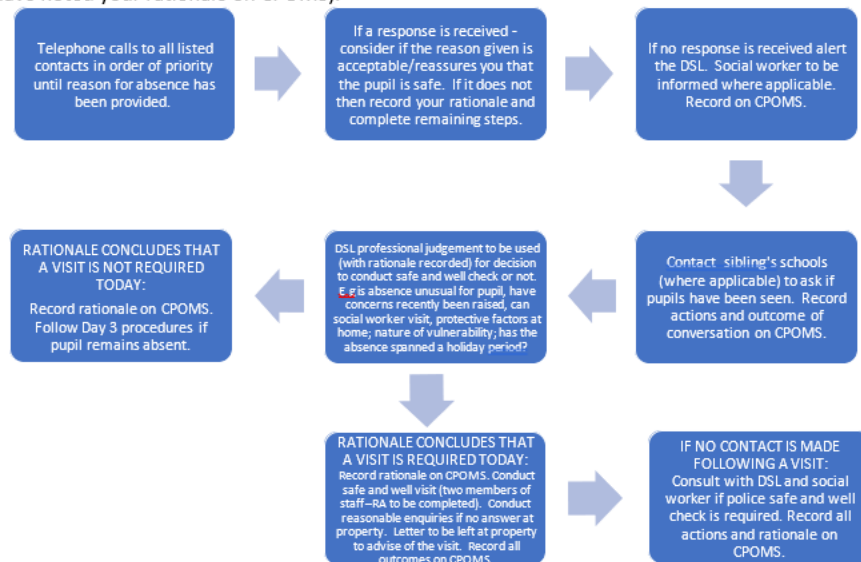 noted your rationale on CPOMS).
Telephone calls to all listed
contacts in order of priority
until reason for absence has
been provided.
If a response is received -
consider if the reason given is
acceptable/reassures you that
the pupil is safe. If it does not
then record your rationale and
complete remaining steps.
If no response is received alert
the DSL. Social worker to be
informed where applicable.
Record on CPOMS.
RATIONALE CONCLUDES THAT
A VISIT IS NOT REQUIRED
TODAY:
Record rationale on CPOMS.
Follow Day 3 procedures if
pupil remains absent.
DSL professional judgement to be used
(with rationale recorded) for decision
to conduct safe and well check or not.
E.g is absence unusual for pupil, have
concerns recently been raised, can
social worker visit, protective factors at
home; nature of vulnerability; has the
absence spanned a holiday period?
Contact sibling's schools
(where applicable) to ask if
pupils have been seen. Record
actions and outcome of
conversation on CPOMS.
RATIONALE CONCLUDES THAT
A VISIT IS REQUIRED TODAY:
Record rationale on CPOMS. Conduct
safe and well visit (two members of
staff–RA to be completed). Conduct
reasonable enquiries if no answer at
property. Letter to be left at property
to advise of the visit. Record all
outcomes on CPOMS
IF NO CONTACT IS MADE
FOLLOWING A VISIT:
Consult with DSL and social
worker if police safe and well
check is required. Record all
actions and rationale on
CPOMS.